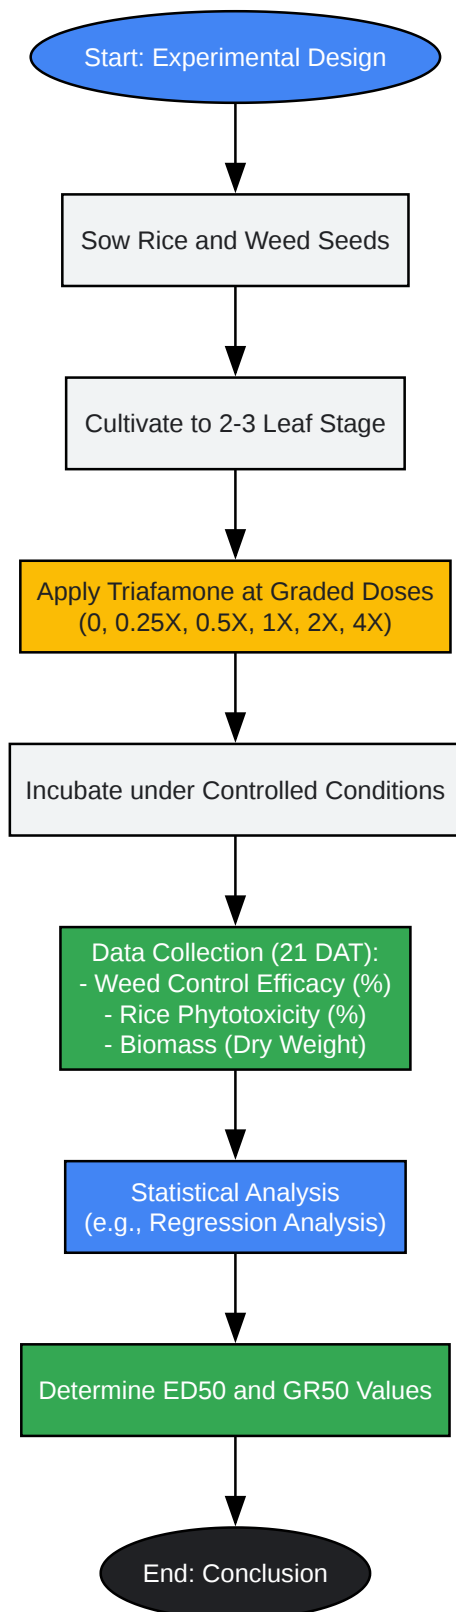 Start: Experimental Design
Sow Rice and Weed Seeds
Cultivate to 2-3 Leaf Stage
Apply Triafamone at Graded Doses
(0, 0.25X, 0.5X, 1X, 2X, 4X)
Incubate under Controlled Conditions
Data Collection (21 DAT):
- Weed Control Efficacy (%)
- Rice Phytotoxicity (%)
- Biomass (Dry Weight)
Statistical Analysis
(e.g., Regression Analysis)
Determine ED50 and GR50 Values
End: Conclusion